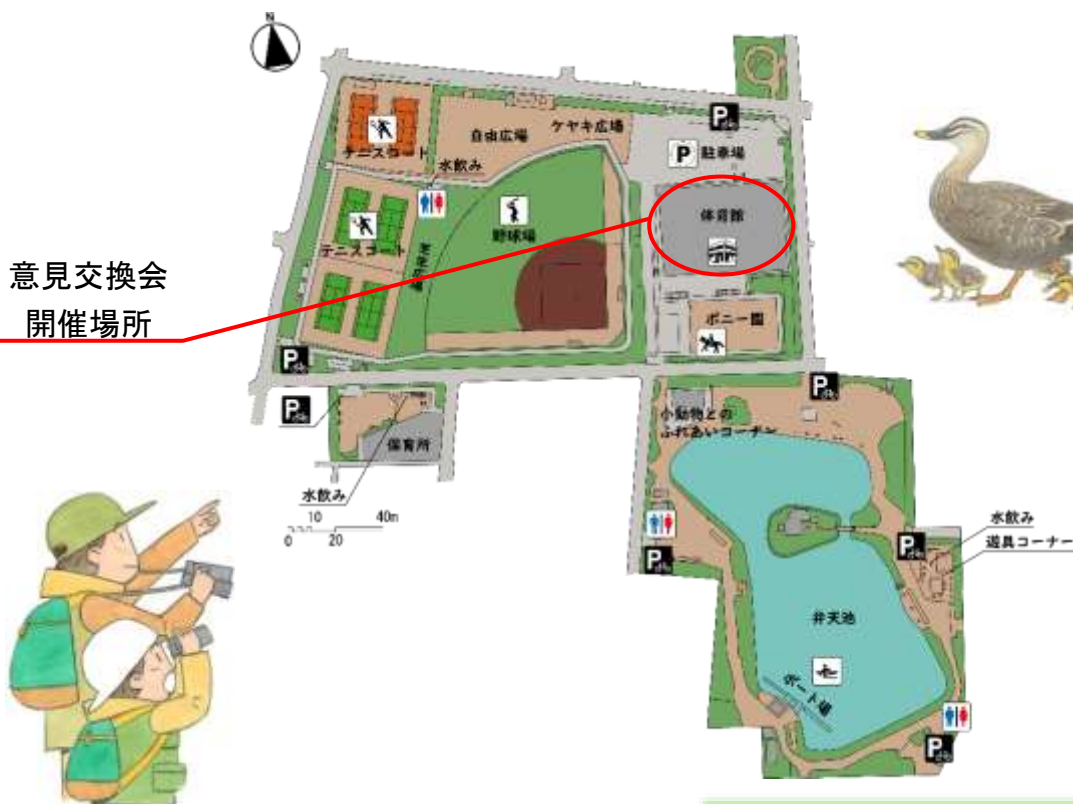 N
自由広場
ケヤキ広場
P
駐車場
テニスコート
水飲み
体育館
野球場
テニスコート
意見交換会
開催場所
ポニー園
P
P
P
P
小動物との
ふれあいコーナー
保育所
水飲み
10
40m
0
20
水飲み
遊具コーナー
P
P
弁天池
ボート場
P